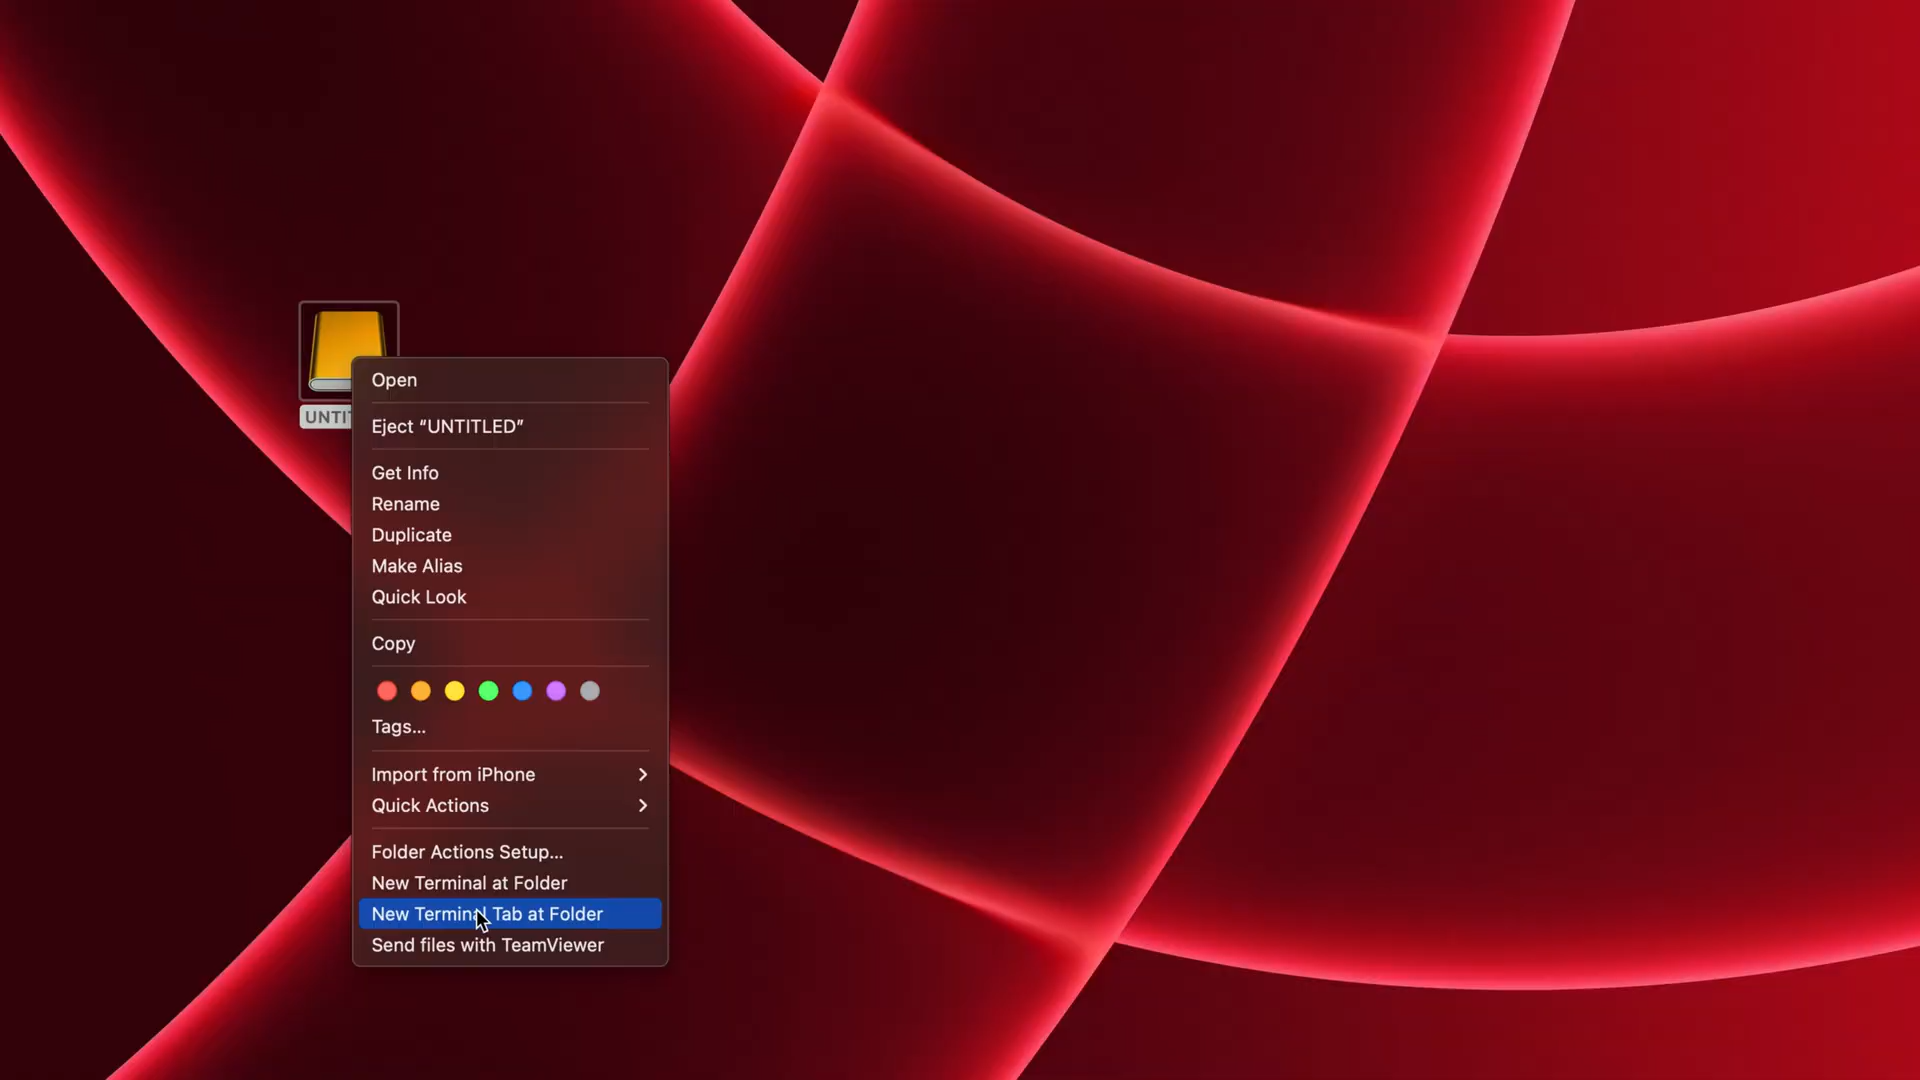 UNTI
Open
Eject “UNTITLED”
Get Info
Rename
Duplicate
Make Alias
Quick Look
Copy
Tags...
Import from iPhone
Quick Actions
Folder Actions Setup...
New Terminal at Folder
New Terminal Tab at Folder
Send files with TeamViewer